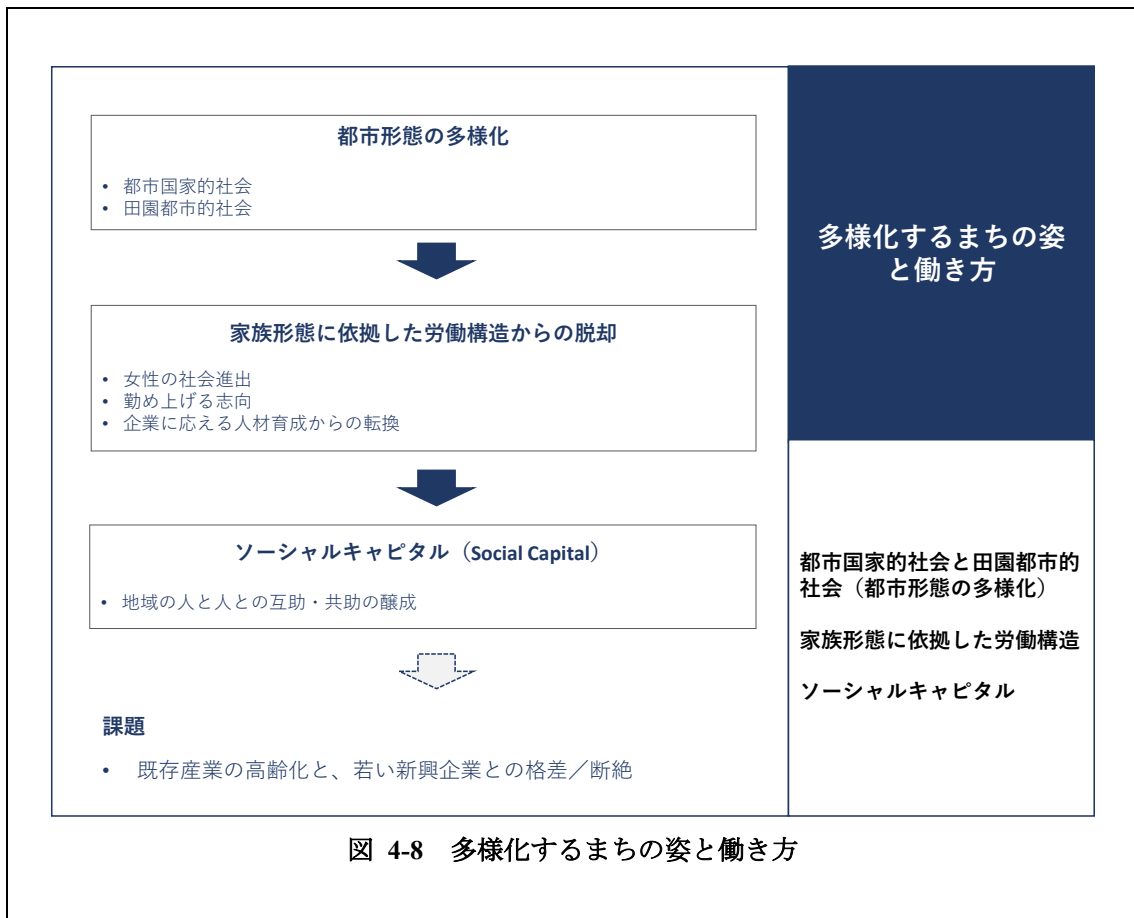 都市形態の多様化
• 都市国家的社会
• 田園都市的社会
家族形態に依拠した労働構造からの脱却
• 女性の社会進出
• 勤め上げる志向
• 企業に応える人材育成からの転換
ソーシャルキャピタル（Social Capital）
• 地域の人と人との互助・共助の醸成
課題
• 既存産業の高齢化と、若い新興企業との格差／断絶
多様化するまちの姿
と働き方
都市国家的社会と田園都市的
社会（都市形態の多様化）
家族形態に依拠した労働構造
ソーシャルキャピタル
図 4-8　多様化するまちの姿と働き方